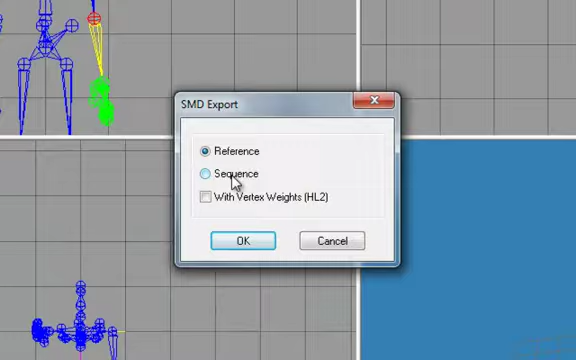 SMD Export
Reference
Sequence
With Vertex Weights (HL2)
OK
Cancel